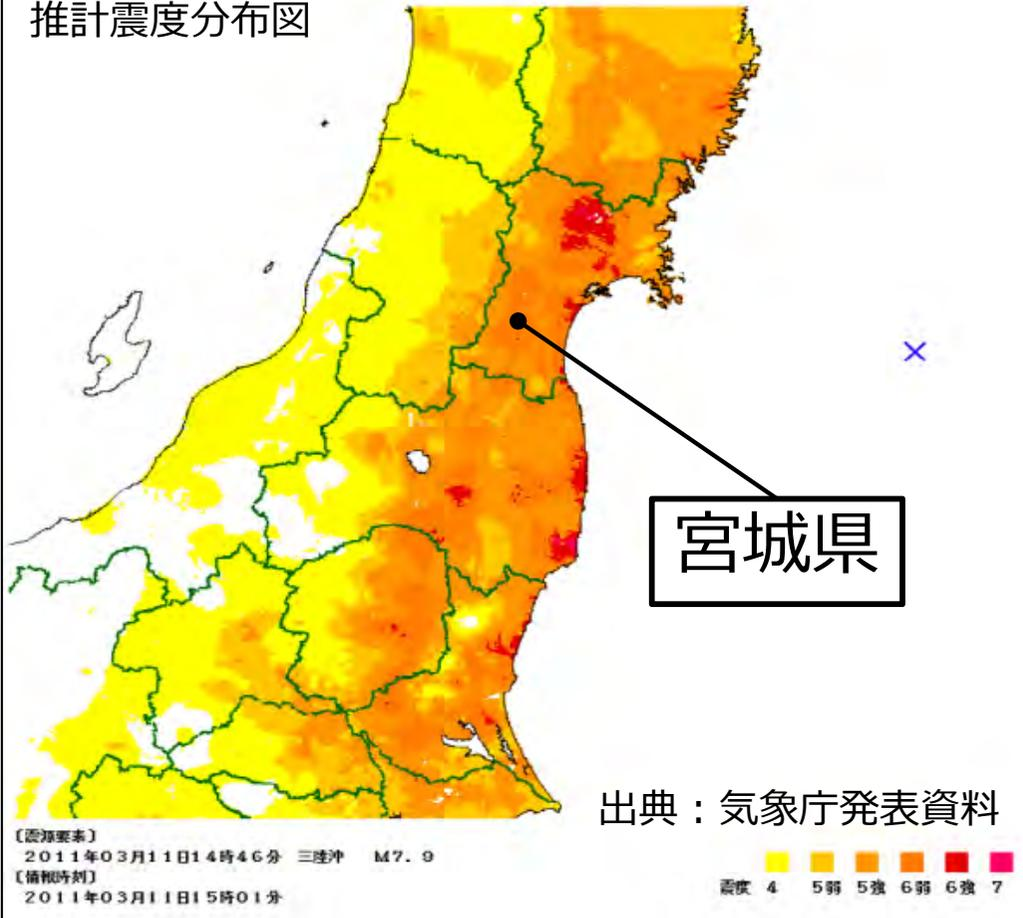 推計震度分布図
宮城県
出典：気象庁発表資料
〔震源要素〕
2011年03月11日14時46分 三陸沖 M7.9
〔情報時刻〕
2011年03月11日15時01分
震度 4 5弱 5強 6弱 6強 7